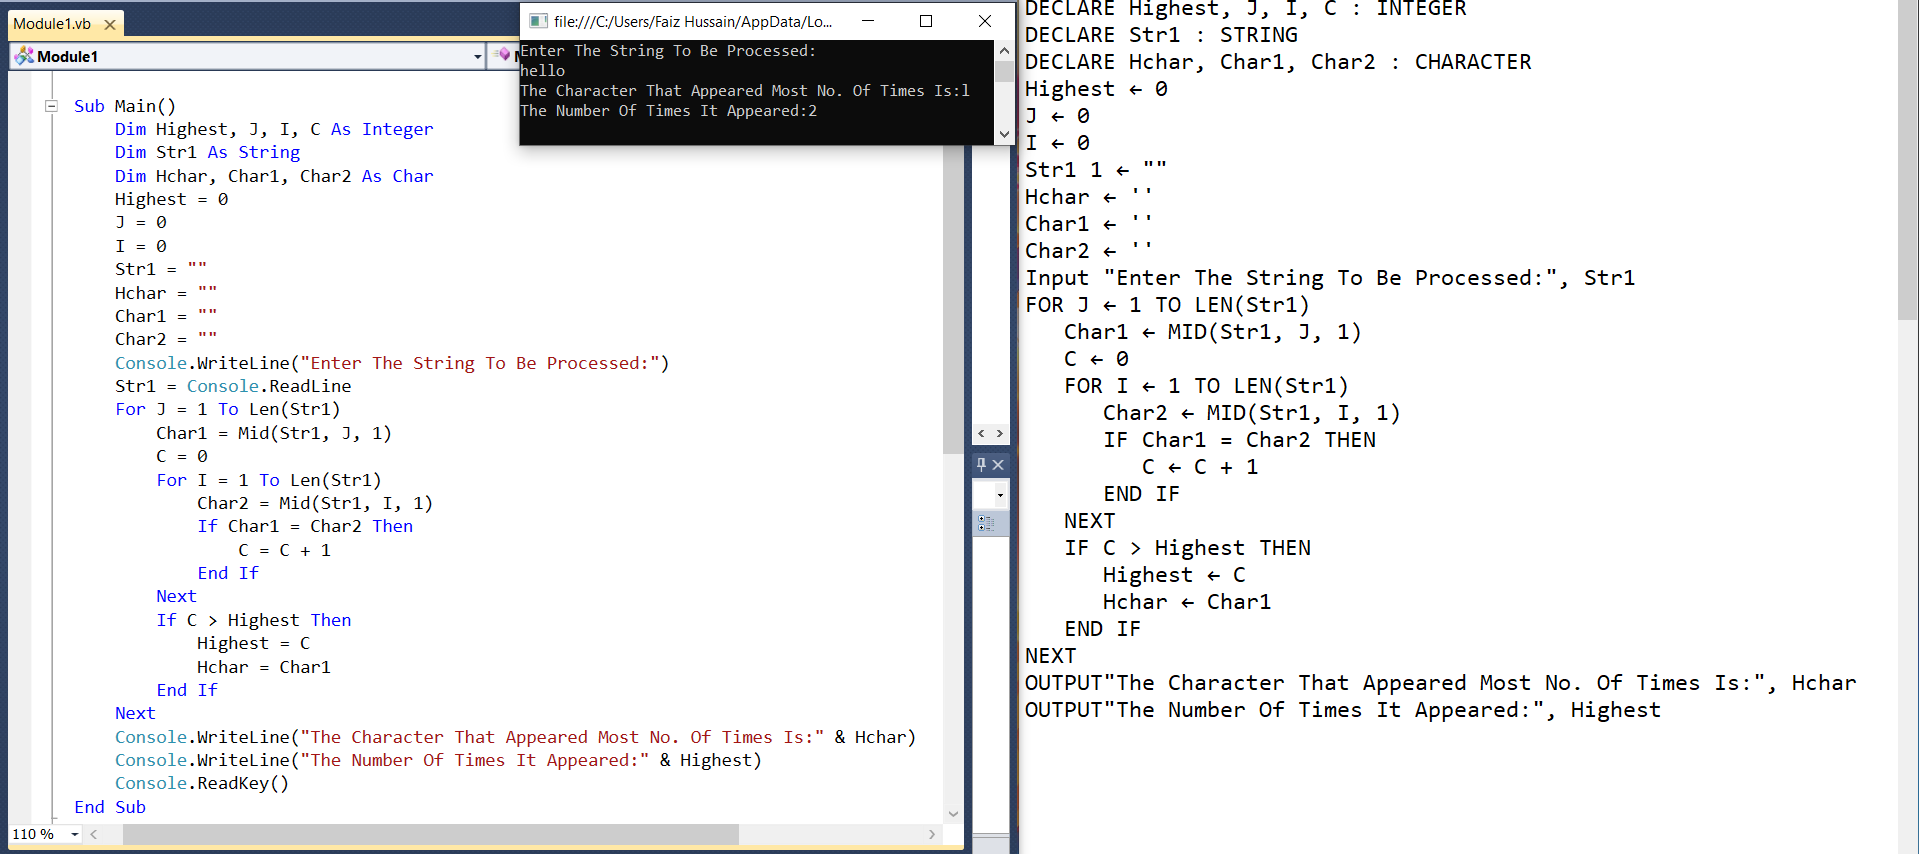 Module1.vb
Module1
Sub Main()
Dim Highest, J, I, C As Integer
Dim Str1 As String
Dim Hchar, Char1, Char2 As Char
Highest = 0
J = 0
I = 0
Str1 = ""
Hchar = ""
Char1 = ""
Char2 = ""
Console.WriteLine("Enter The String To Be Processed:")
Str1 = Console.ReadLine
For J = 1 To Len(Str1)
Char1 = Mid(Str1, J, 1)
C = 0
For I = 1 To Len(Str1)
Char2 = Mid(Str1, I, 1)
If Char1 = Char2 Then
C = C + 1
End If
Next
If C > Highest Then
Highest = C
Hchar = Char1
End If
Next
Console.WriteLine("The Character That Appeared Most No. Of Times Is:" & Hchar)
Console.WriteLine("The Number Of Times It Appeared:" & Highest)
Console.ReadKey()
End Sub
110 %
file:///C:/Users/Faiz Hussain/AppData/Lo...
Enter The String To Be Processed:
hello
The Character That Appeared Most No. Of Times Is:l
The Number Of Times It Appeared:2
DECLARE Highest, J, I, C : INTEGER
DECLARE Str1 : STRING
DECLARE Hchar, Char1, Char2 : CHARACTER
Highest ← 0
J ← 0
I ← 0
Str1 1 ← ""
Hchar ← ''
Char1 ← ''
Char2 ← ''
Input "Enter The String To Be Processed:", Str1
FOR J ← 1 TO LEN(Str1)
Char1 ← MID(Str1, J, 1)
C ← 0
FOR I ← 1 TO LEN(Str1)
Char2 ← MID(Str1, I, 1)
IF Char1 = Char2 THEN
C ← C + 1
END IF
NEXT
IF C > Highest THEN
Highest ← C
Hchar ← Char1
END IF
NEXT
OUTPUT"The Character That Appeared Most No. Of Times Is:", Hchar
OUTPUT"The Number Of Times It Appeared:", Highest